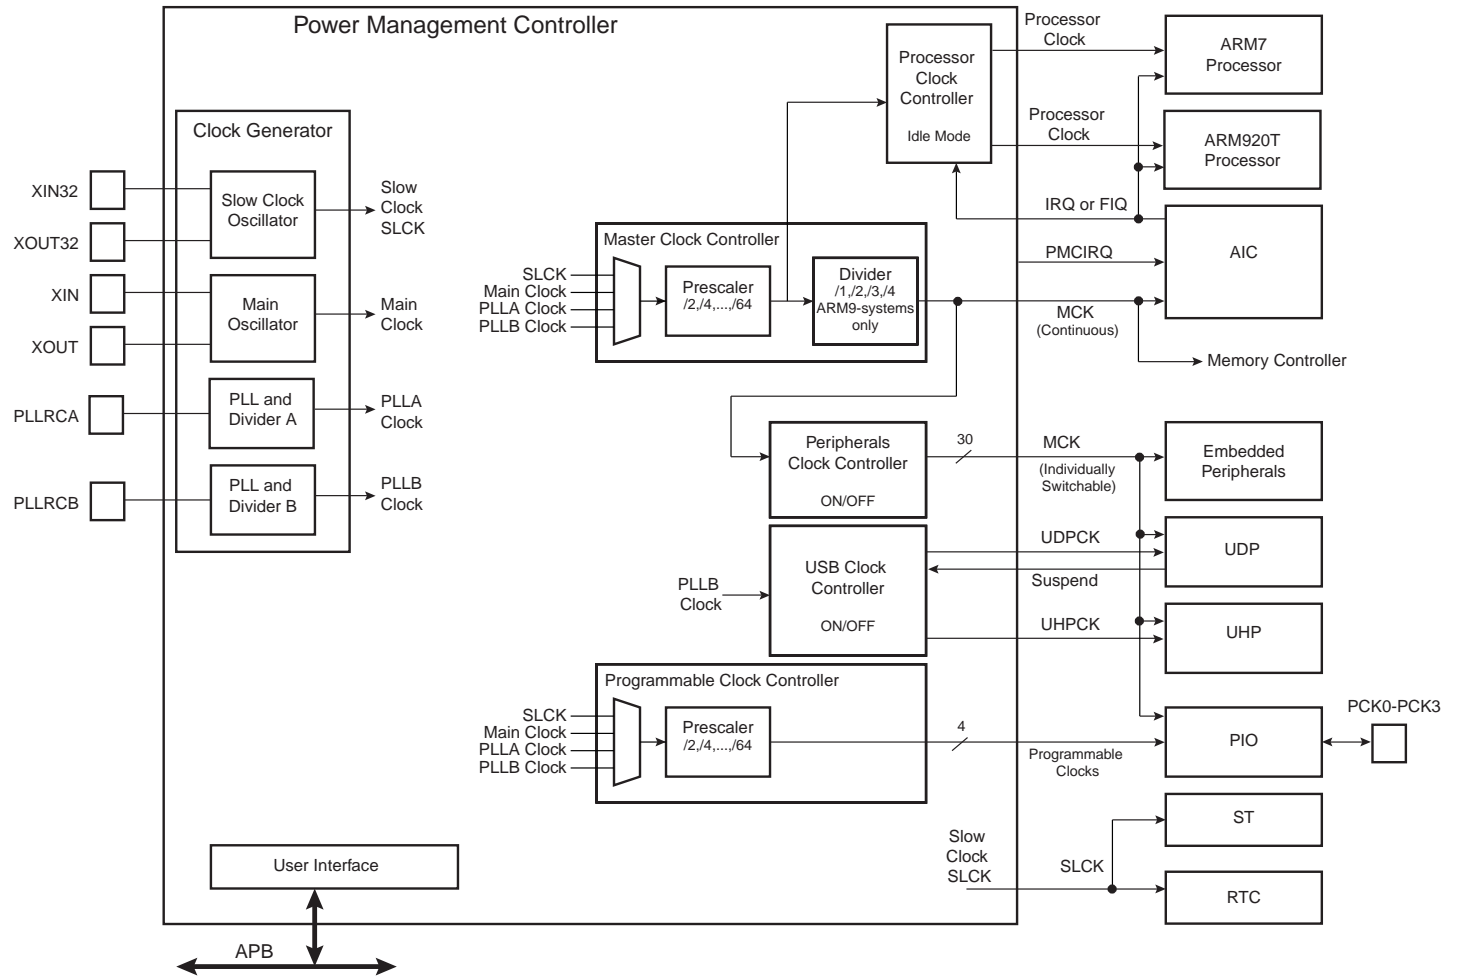 Power Management Controller
Clock Generator
XIN32
XOUT32
XIN
XOUT
PLLRCA
PLLRCB
Slow Clock
Oscillator
Main
Oscillator
PLL and
Divider A
PLL and
Divider B
Slow
Clock
SLCK
Main
Clock
PLLA
Clock
PLLB
Clock
User Interface
APB
Processor
Clock
Controller
Idle Mode
Master Clock Controller
SLCK
Main Clock
PLLA Clock
PLLB Clock
Prescaler
/2,/4,...,/64
Divider
/1,/2,/3,/4
ARM9-systems
only
Peripherals
Clock Controller
ON/OFF
PLLB
Clock
USB Clock
Controller
ON/OFF
Programmable Clock Controller
SLCK
Main Clock
PLLA Clock
PLLB Clock
Prescaler
/2,/4,...,/64
Slow
Clock
SLCK
Processor
Clock
Processor
Clock
IRQ or FIQ
PMCIRQ
MCK
(Continuous)
30
MCK
(Individually
Switchable)
UDPCK
Suspend
UHPCK
4
Programmable
Clocks
SLCK
ARM7
Processor
ARM920T
Processor
AIC
Memory Controller
Embedded
Peripherals
UDP
UHP
PIO
PCK0-PCK3
ST
RTC